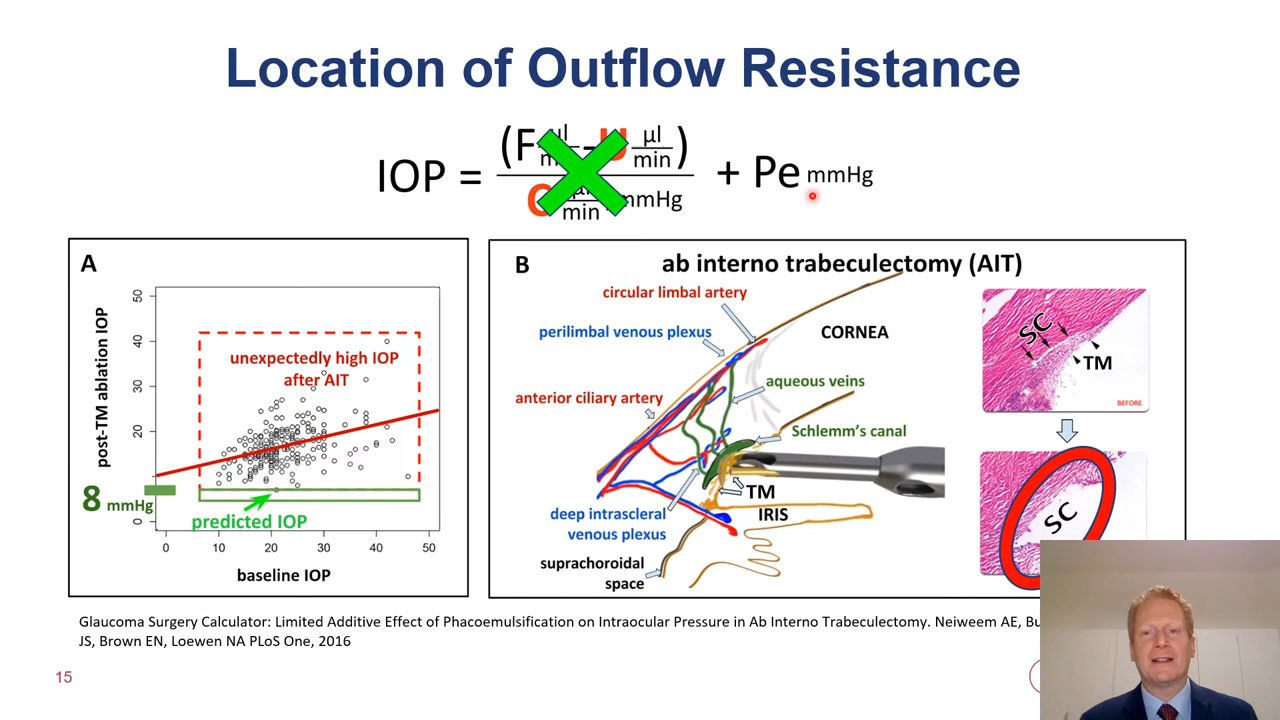 Location of Outflow Resistance
IOP = (F µl/min - U µl/min) / C µl/min mmHg + Pe mmHg
A
post-TM ablation IOP
50
40
30
20
0
8 mmHg
unexpectedly high IOP
after AIT
predicted IOP
0 10 20 30 40 50
baseline IOP
B
ab interno trabeculectomy (AIT)
circular limbal artery
perilimbal venous plexus
CORNEA
aqueous veins
anterior ciliary artery
Schlemm's canal
TM
deep intrascleral
venous plexus
IRIS
suprachoroidal
space
SC
TM
BEFORE
SC
Glaucoma Surgery Calculator: Limited Additive Effect of Phacoemulsification on Intraocular Pressure in Ab Interno Trabeculectomy. Neiweem AE,
JS, Brown EN, Loewen NA PLoS One, 2016
15